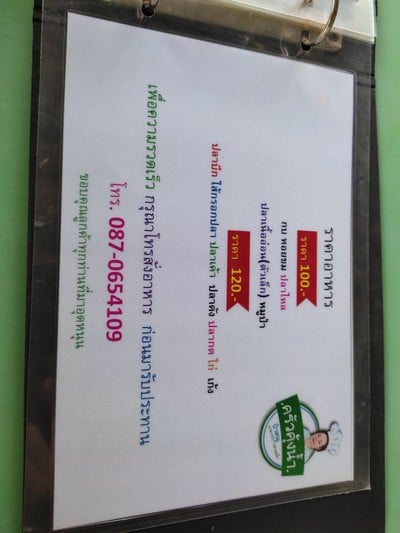 ครัวคุ้งน้ำ
ราคาอาหาร
ราคา 100.-
กบ หอยขม ปลาไหล
ปลาเนื้ออ่อน(ตัวเล็ก) หมูป่า
ราคา 120.-
ปลาบึก ไส้กรอกปลา ปลาเค้า ปลาคัง ปลากด ไก่ เก้ง
เพื่อความรวดเร็ว กรุณาโทรสั่งอาหาร ก่อนมารับประทาน
โทร. 087-0654109
ขอบคุณลูกค้าทุกท่านที่มาอุดหนุน